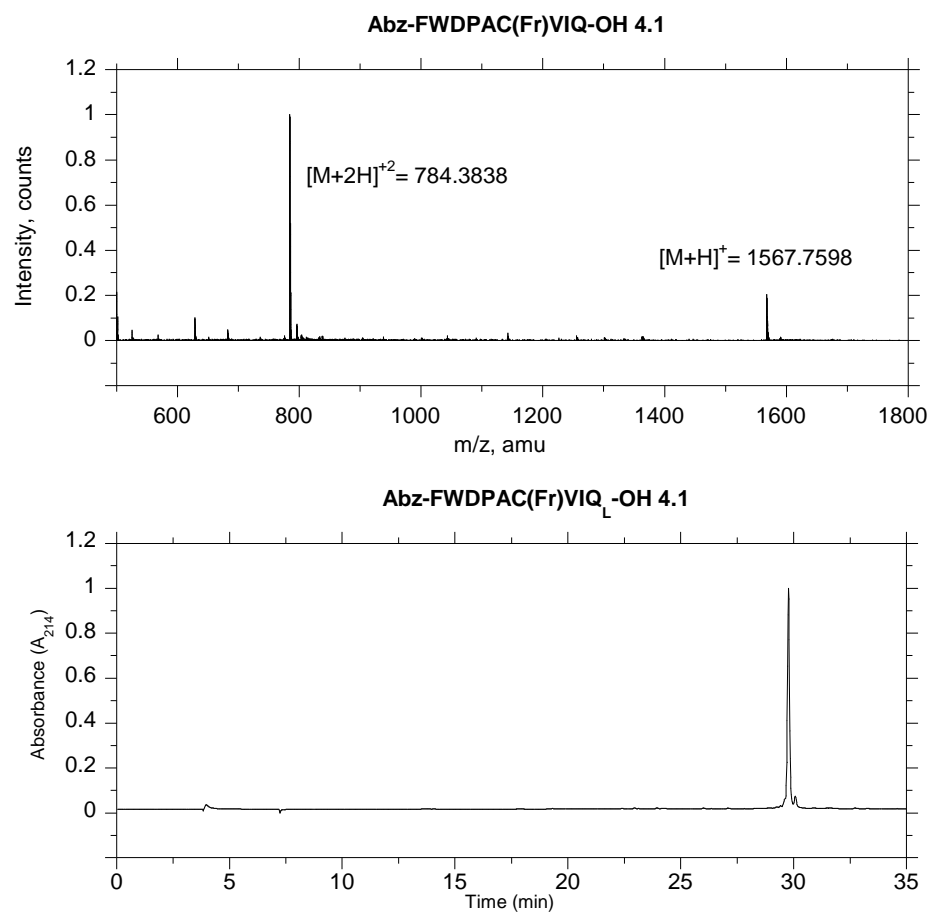 Abz-FWDPAC(Fr)VIQ-OH 4.1
1.2
1
0.8
0.6
0.4
0.2
0
Intensity, counts
[M+2H]+2= 784.3838
[M+H]+= 1567.7598
600 800 1000 1200 1400 1600 1800
m/z, amu
Abz-FWDPAC(Fr)VIQL-OH 4.1
1.2
1
0.8
0.6
0.4
0.2
0
Absorbance (A214)
0 5 10 15 20 25 30 35
Time (min)